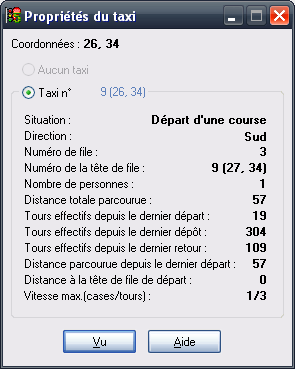 Propriétés du taxi
Coordonnées : 26, 34
Aucun taxi
Taxi n° 9 (26, 34)
Situation : Départ d'une course
Direction : Sud
Numéro de file : 3
Numéro de la tête de file : 9 (27, 34)
Nombre de personnes : 1
Distance totale parcourue : 57
Tours effectifs depuis le dernier départ : 19
Tours effectifs depuis le dernier dépôt : 304
Tours effectifs depuis le dernier retour : 109
Distance parcourue depuis le dernier départ : 57
Distance à la tête de file de départ : 0
Vitesse max.(cases/tours) : 1/3
Vu Aide